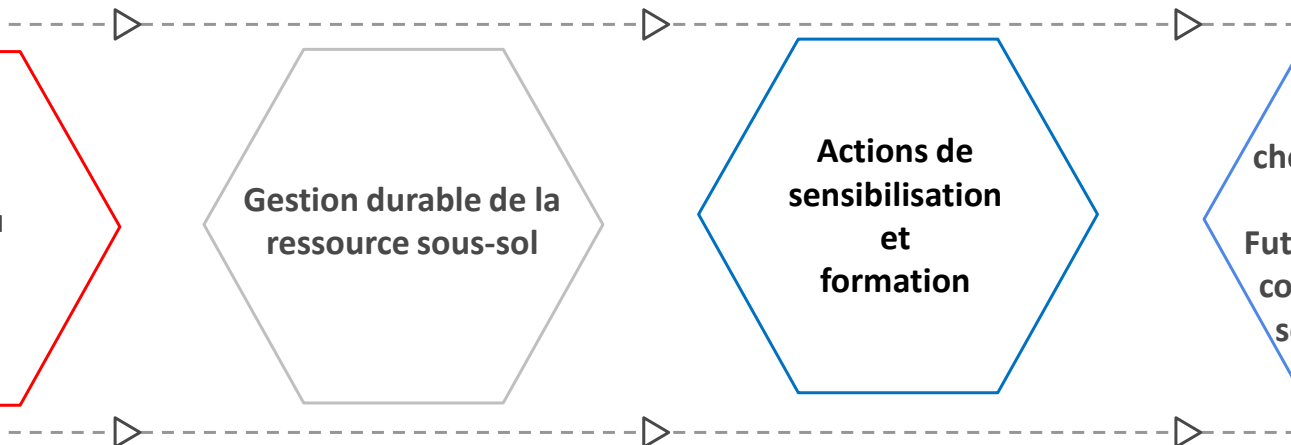 Gestion durable de la
ressource sous-sol
Actions de
sensibilisation
et
formation